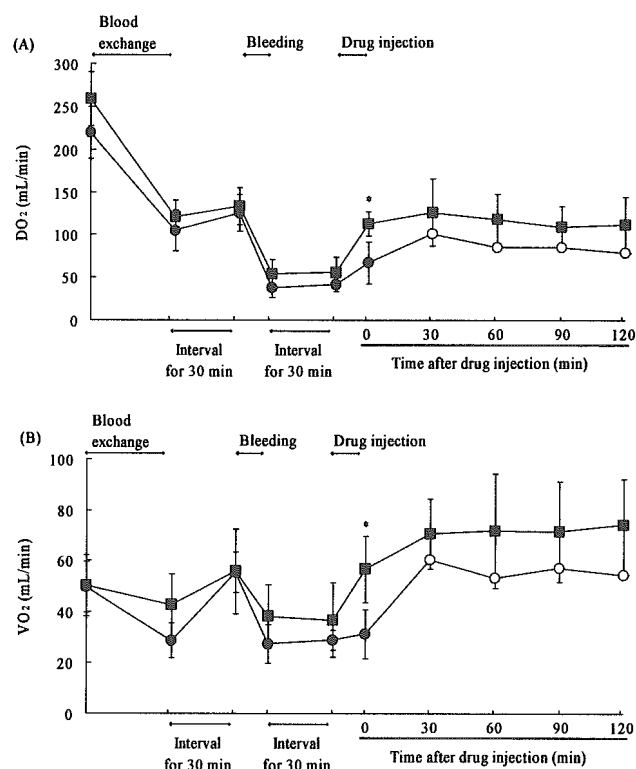 Blood
exchange
Bleeding
Drug injection
(A)
300
250
200
150
100
50
0
DO2 (mL/min)
0 30 60 90 120
Interval
for 30 min
Interval
for 30 min
Time after drug injection (min)
Blood
exchange
Bleeding
Drug injection
(B)
100
80
60
40
20
0
VO2 (mL/min)
0 30 60 90 120
Interval
for 30 min
Interval
for 30 min
Time after drug injection (min)